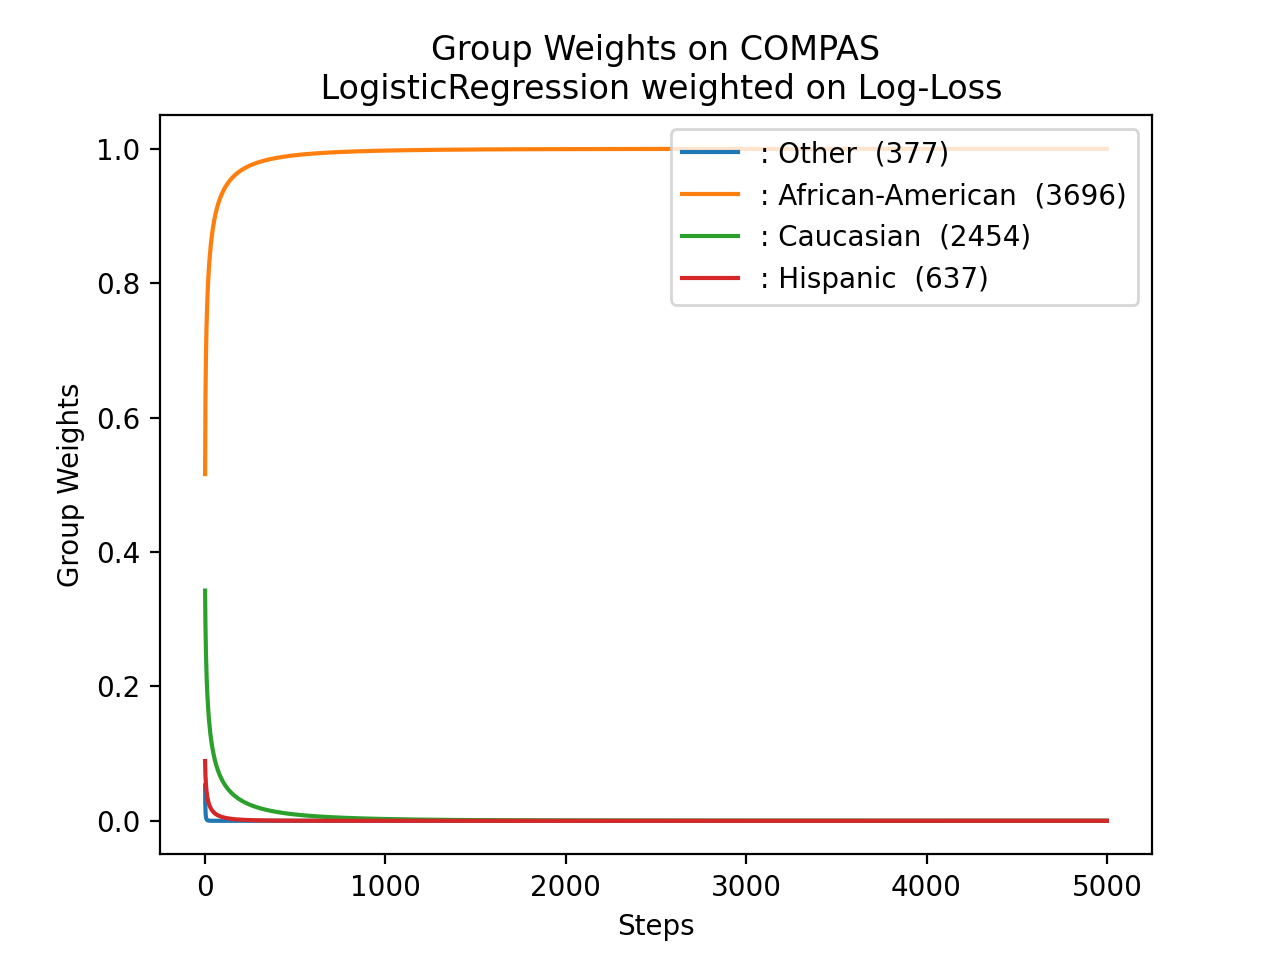 Group Weights on COMPAS
LogisticRegression weighted on Log-Loss
: Other (377)
: African-American (3696)
: Caucasian (2454)
: Hispanic (637)
Group Weights
1.0
0.8
0.6
0.4
0.2
0.0
0 1000 2000 3000 4000 5000
Steps